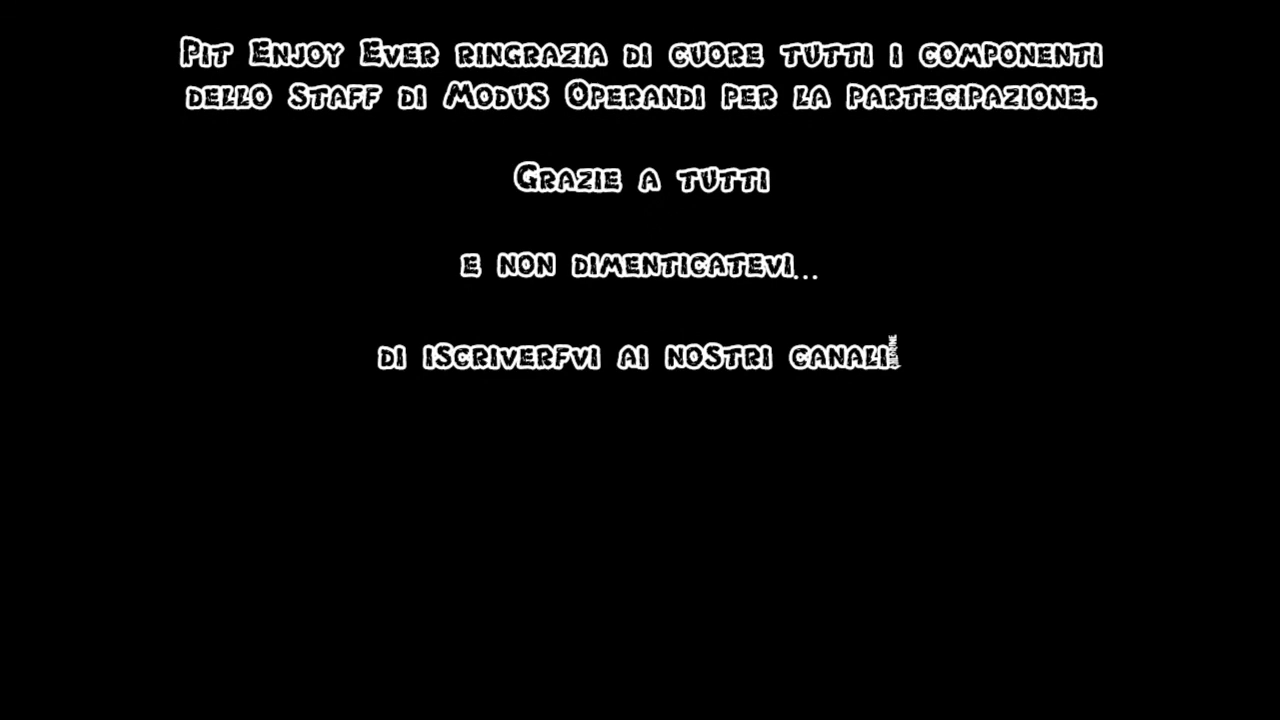 Pit Enjoy Ever ringrazia di cuore tutti i componenti
dello staff di Modus Operandi per la partecipazione.
Grazie a tutti
e non dimenticatevi...
di iscriverfvi ai nostri canali